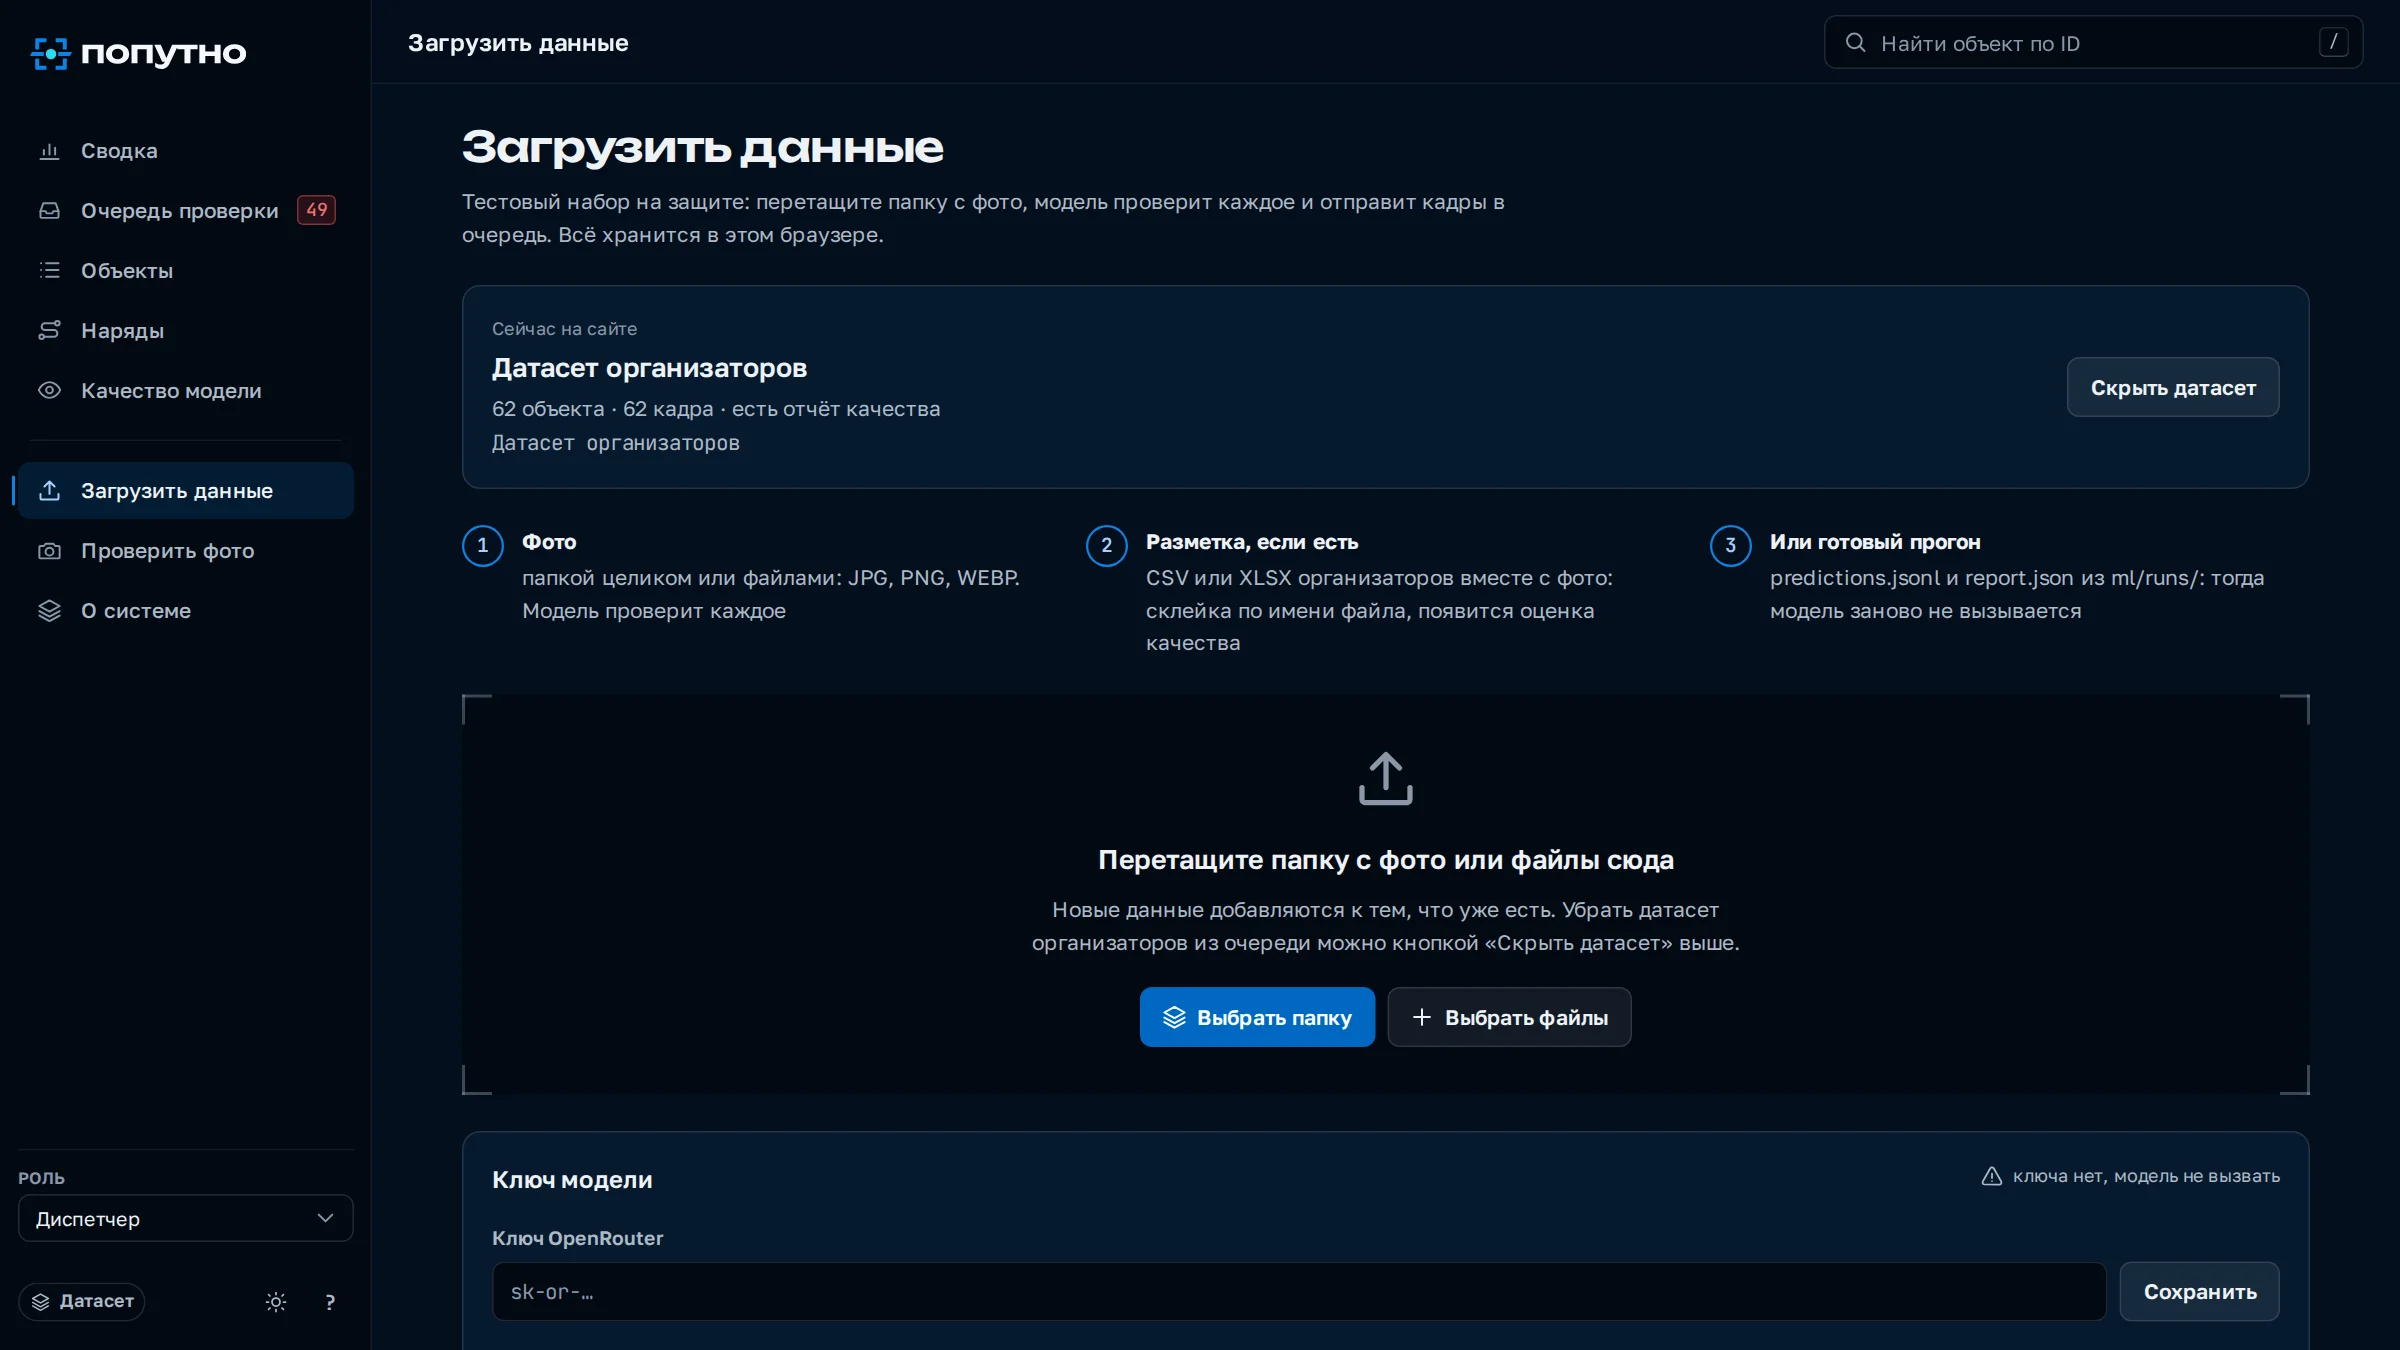 попутно
Сводка
Очередь проверки 49
Объекты
Наряды
Качество модели
Загрузить данные
Проверить фото
О системе
РОЛЬ
Диспетчер
Датасет ?
Загрузить данные
Найти объект по ID /
Загрузить данные
Тестовый набор на защите: перетащите папку с фото, модель проверит каждое и отправит кадры в
очередь. Всё хранится в этом браузере.
Сейчас на сайте
Датасет организаторов
62 объекта · 62 кадра · есть отчёт качества
Датасет организаторов
Скрыть датасет
1 Фото
папкой целиком или файлами: JPG, PNG, WEBP.
Модель проверит каждое
2 Разметка, если есть
CSV или XLSX организаторов вместе с фото:
склейка по имени файла, появится оценка
качества
3 Или готовый прогон
predictions.jsonl и report.json из ml/runs/: тогда
модель заново не вызывается
Перетащите папку с фото или файлы сюда
Новые данные добавляются к тем, что уже есть. Убрать датасет
организаторов из очереди можно кнопкой «Скрыть датасет» выше.
Выбрать папку
Выбрать файлы
Ключ модели
ключа нет, модель не вызвать
Ключ OpenRouter
sk-or-…
Сохранить